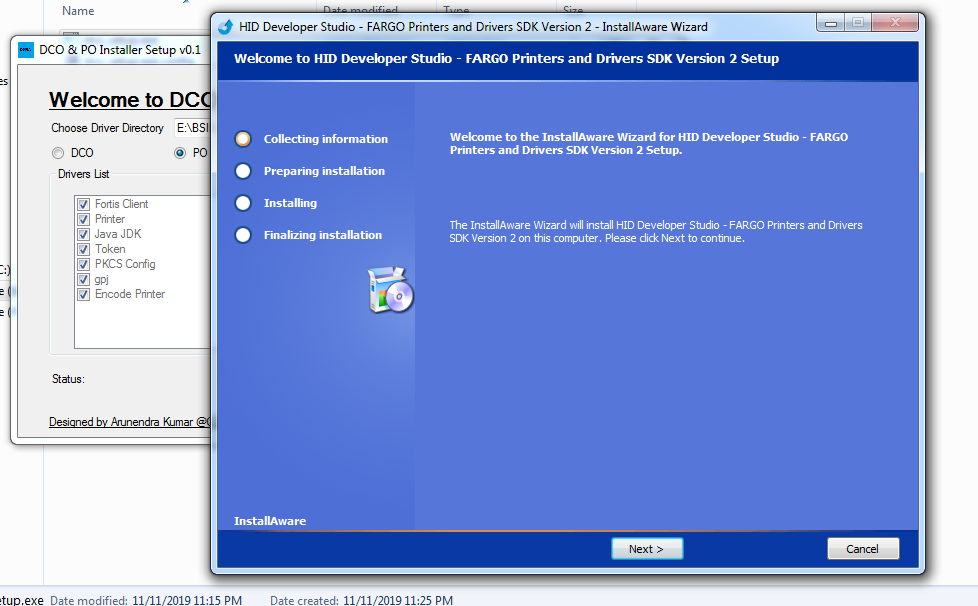 Name
Date modified
Type
Size
DCO & PO Installer Setup v0.1
Welcome to DCO
Choose Driver Directory
E:\BSI
DCO
PO
Drivers List
Fortis Client
Printer
Java JDK
Token
PKCS Config
gpj
Encode Printer
Status:
Designed by Arunendra Kumar
HID Developer Studio - FARGO Printers and Drivers SDK Version 2 - InstallAware Wizard
Welcome to HID Developer Studio - FARGO Printers and Drivers SDK Version 2 Setup
Collecting information
Preparing installation
Installing
Finalizing installation
Welcome to the InstallAware Wizard for HID Developer Studio - FARGO
Printers and Drivers SDK Version 2 Setup.
The InstallAware Wizard will install HID Developer Studio - FARGO Printers and Drivers
SDK Version 2 on this computer. Please click Next to continue.
InstallAware
Next >
Cancel
etup.exe Date modified: 11/11/2019 11:15 PM Date created: 11/11/2019 11:25 PM